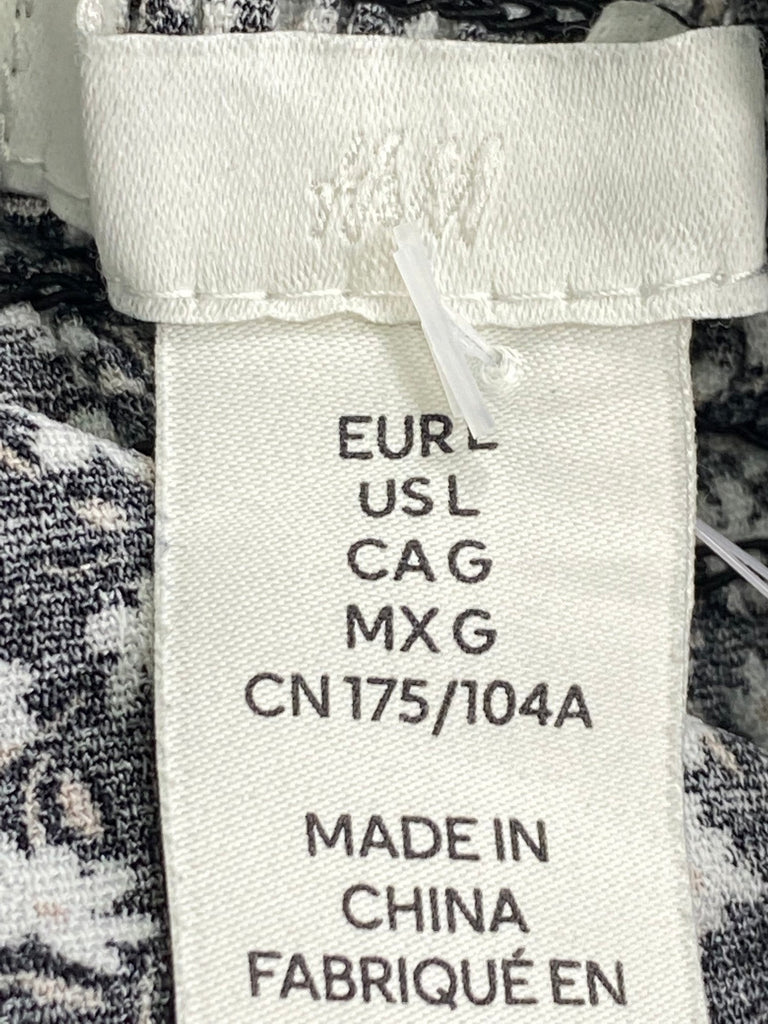 H&M
EUR L
US L
CA G
MX G
CN 175/104A
MADE IN
CHINA
FABRIQUÉ EN